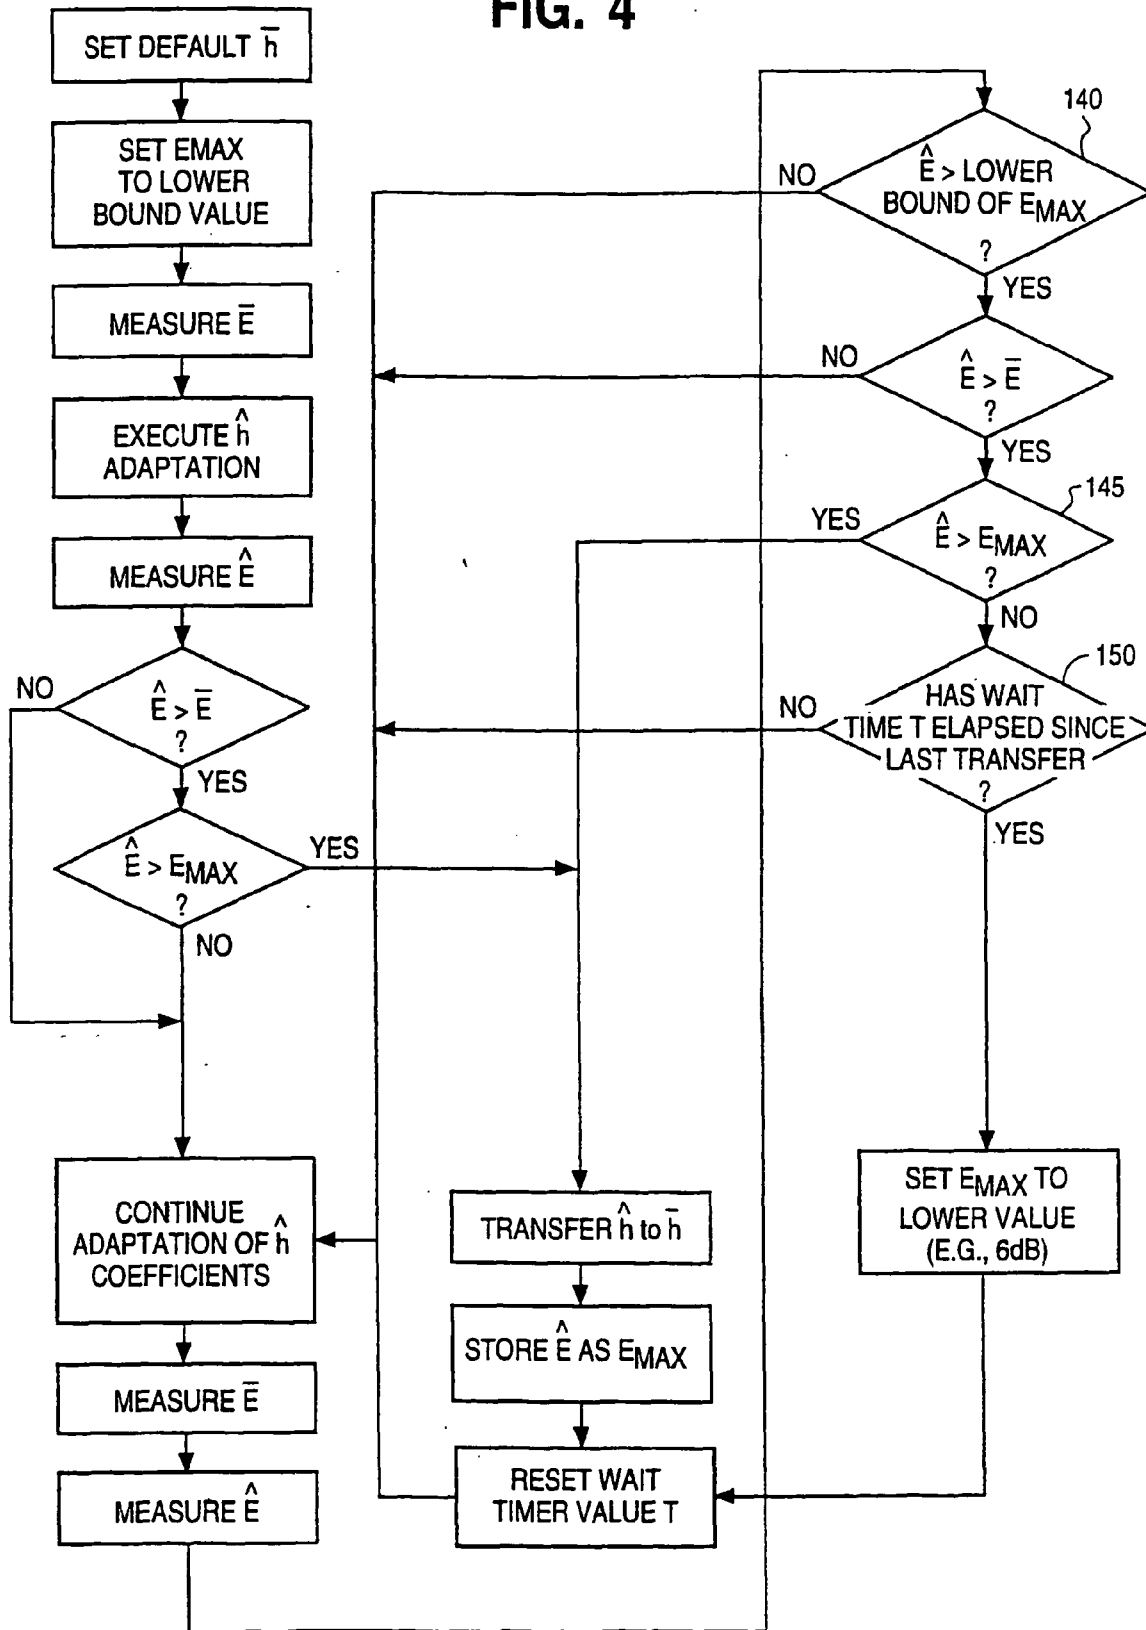 FIG. 4
SET DEFAULT h̅
SET EMAX
TO LOWER
BOUND VALUE
MEASURE E̅
EXECUTE ĥ
ADAPTATION
MEASURE Ê
NO
Ê > E̅
?
YES
Ê > EMAX
?
YES
NO
CONTINUE
ADAPTATION OF ĥ
COEFFICIENTS
MEASURE E̅
MEASURE Ê
TRANSFER ĥ to h̅
STORE Ê AS EMAX
RESET WAIT
TIMER VALUE T
140
NO
Ê > LOWER
BOUND OF EMAX
?
YES
NO
Ê > E̅
?
YES
145
YES
Ê > EMAX
?
NO
150
NO
HAS WAIT
TIME T ELAPSED SINCE
LAST TRANSFER
?
YES
SET EMAX TO
LOWER VALUE
(E.G., 6dB)